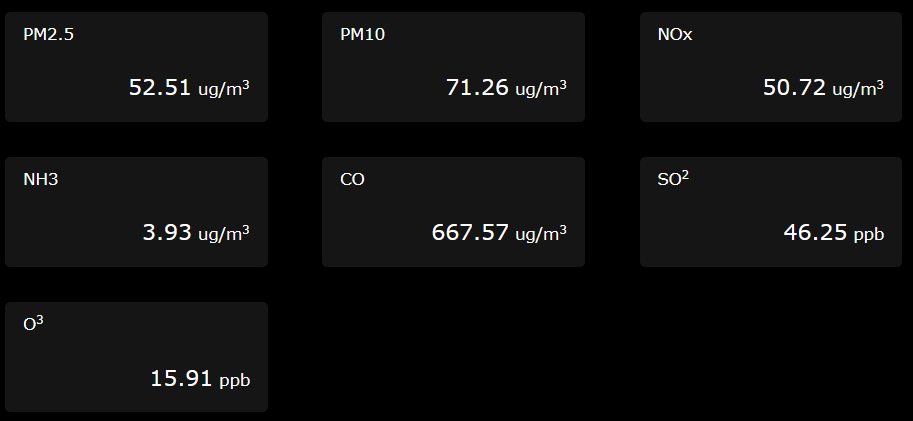 PM2.5
52.51 ug/m³
PM10
71.26 ug/m³
NOx
50.72 ug/m³
NH3
3.93 ug/m³
CO
667.57 ug/m³
SO²
46.25 ppb
O³
15.91 ppb